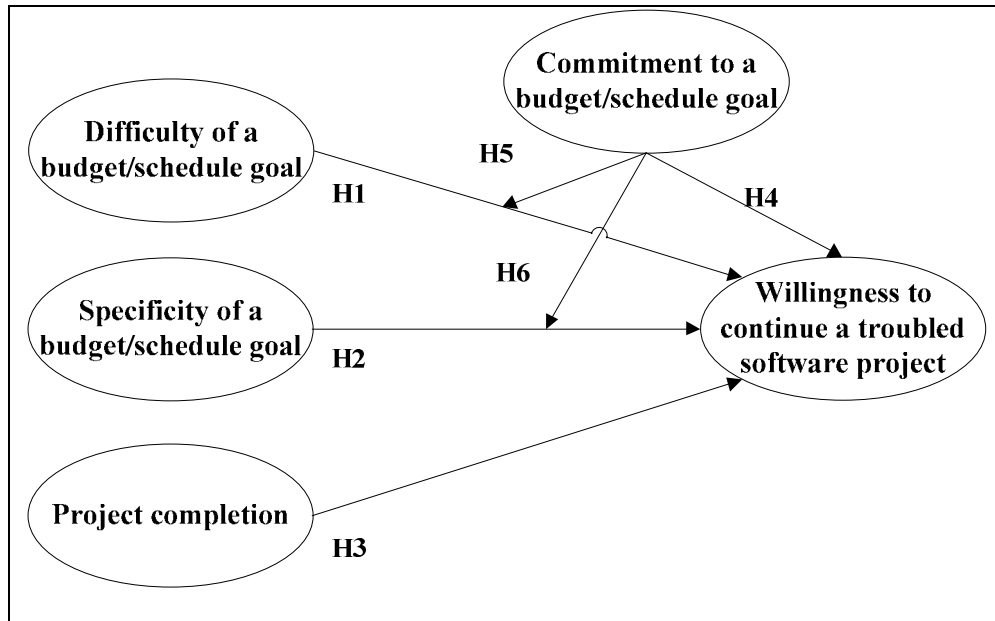 Commitment to a
budget/schedule goal
Difficulty of a
budget/schedule goal
H5
H1
H4
H6
Specificity of a
budget/schedule goal
H2
Willingness to
continue a troubled
software project
Project completion
H3